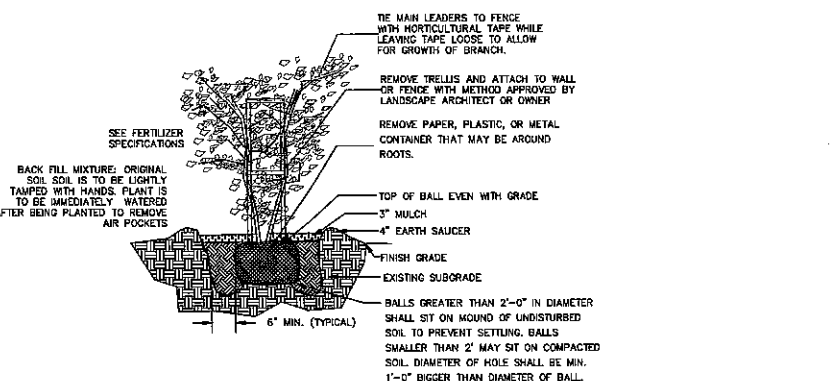 TIE MAIN LEADERS TO FENCE
WITH HORTICULTURAL TAPE WHILE
LEAVING TAPE LOOSE TO ALLOW
FOR GROWTH OF BRANCH.
REMOVE TRELLIS AND ATTACH TO WALL
OR FENCE WITH METHOD APPROVED BY
LANDSCAPE ARCHITECT OR OWNER
REMOVE PAPER, PLASTIC, OR METAL
CONTAINER THAT MAY BE AROUND
ROOTS.
SEE FERTILIZER
SPECIFICATIONS
BACK FILL MIXTURE: ORIGINAL
SOIL SOIL IS TO BE LIGHTLY
TAMPED WITH HANDS. PLANT IS
TO BE IMMEDIATELY WATERED
FTER BEING PLANTED TO REMOVE
AIR POCKETS
TOP OF BALL EVEN WITH GRADE
3" MULCH
4" EARTH SAUCER
FINISH GRADE
EXISTING SUBGRADE
BALLS GREATER THAN 2'-0" IN DIAMETER
SHALL SIT ON MOUND OF UNDISTURBED
SOIL TO PREVENT SETTLING. BALLS
SMALLER THAN 2' MAY SIT ON COMPACTED
SOIL. DIAMETER OF HOLE SHALL BE MIN.
1'-0" BIGGER THAN DIAMETER OF BALL.
6" MIN. (TYPICAL)